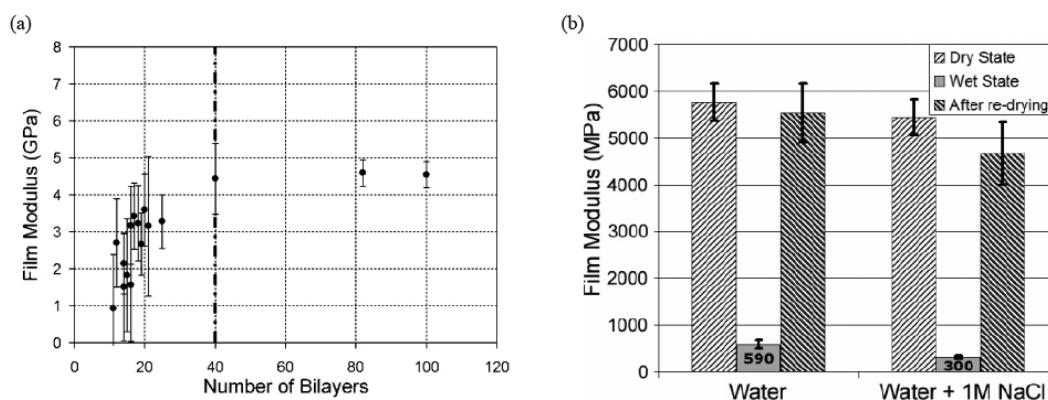 (a)
8
7
6
5
4
3
2
1
0
Film Modulus (GPa)
0 20 40 60 80 100 120
Number of Bilayers
(b)
7000
6000
5000
4000
3000
2000
1000
0
Film Modulus (MPa)
Dry State
Wet State
After re-drying
590
300
Water
Water + 1M NaCl